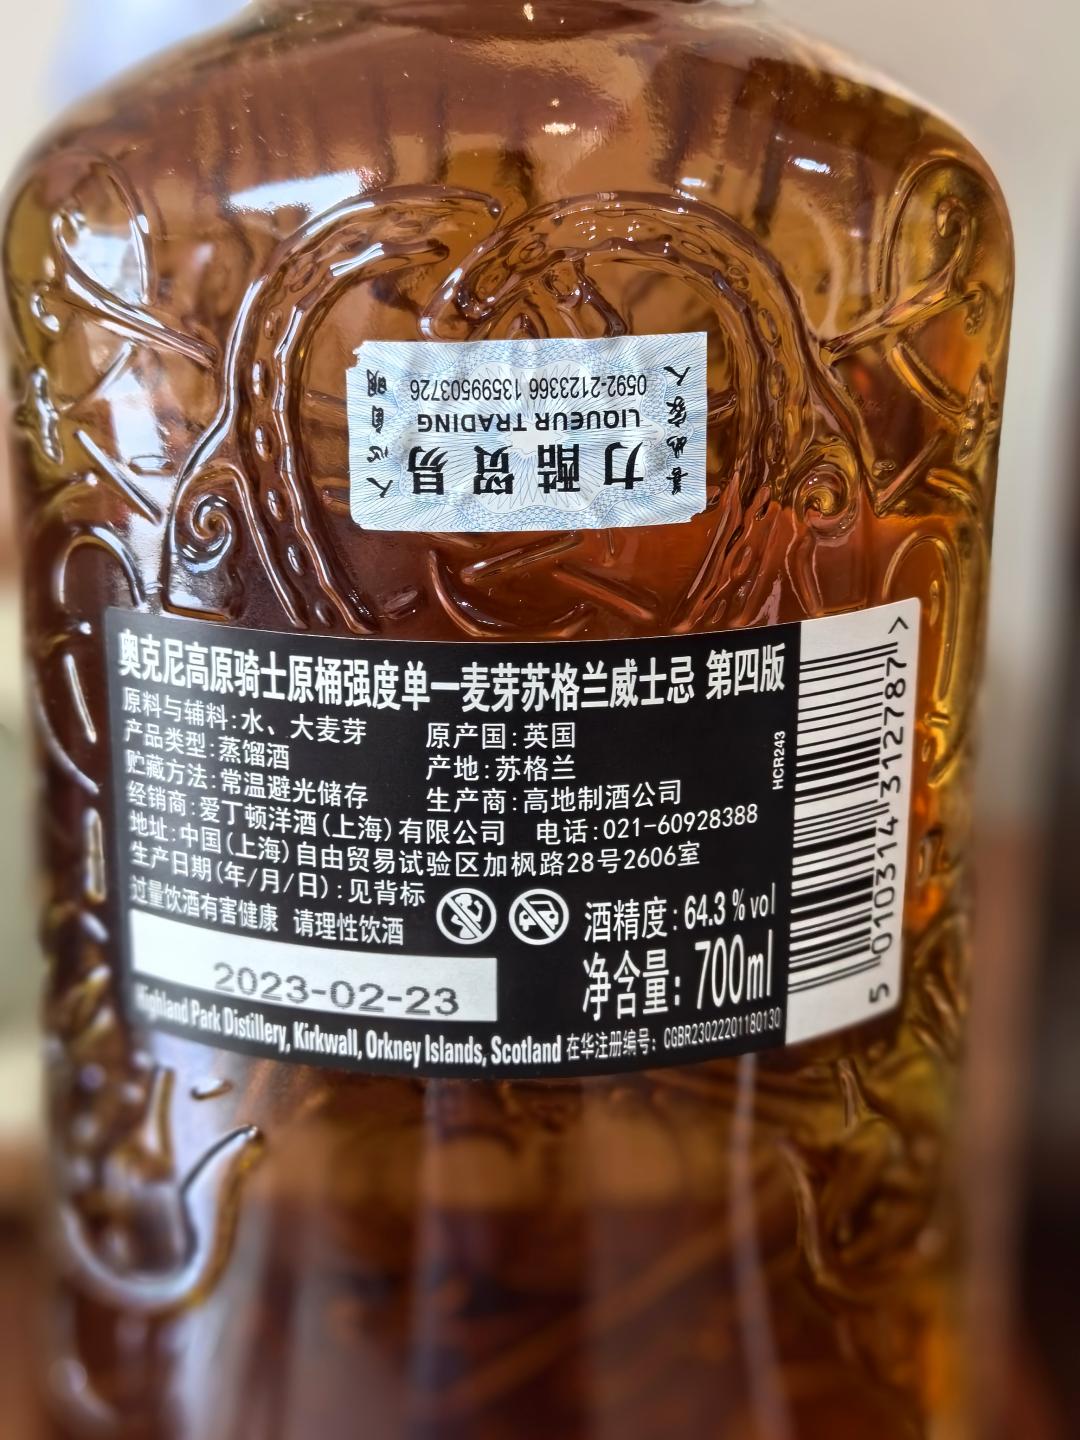 力酷贸易
LIQUEUR TRADING
0592-2123366 13599503726
喜酌家人
人心自明
奥克尼高原骑士原桶强度单一麦芽苏格兰威士忌 第四版
原料与辅料:水、大麦芽 原产国:英国
产品类型:蒸馏酒 产地:苏格兰
贮藏方法:常温避光储存 生产商:高地制酒公司
经销商:爱丁顿洋酒(上海)有限公司 电话:021-60928388
地址:中国(上海)自由贸易试验区加枫路28号2606室
生产日期(年/月/日):见背标
过量饮酒有害健康 请理性饮酒
酒精度:64.3%vol
净含量:700ml
2023-02-23
Highland Park Distillery, Kirkwall, Orkney Islands, Scotland 在华注册编号: CGBR23022201180130
HCR243
5 010314 312787 >